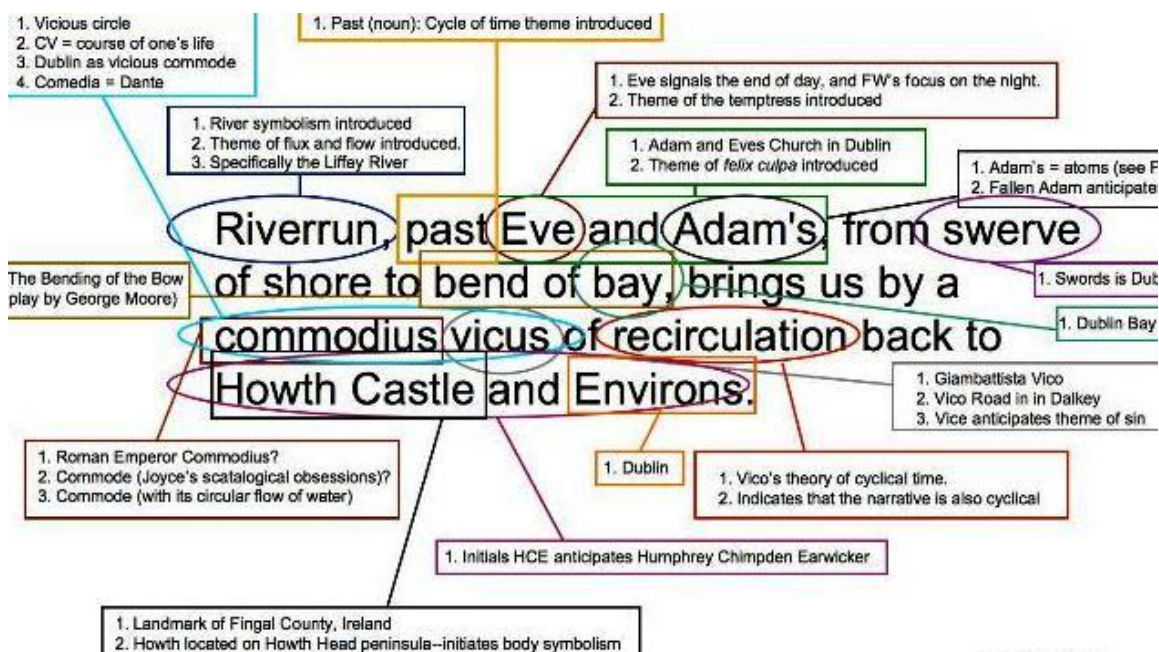 1. Vicious circle
2. CV = course of one's life
3. Dublin as vicious commode
4. Comedia = Dante
1. Past (noun): Cycle of time theme introduced
1. Eve signals the end of day, and FW's focus on the night.
2. Theme of the temptress introduced
1. River symbolism introduced
2. Theme of flux and flow introduced.
3. Specifically the Liffey River
1. Adam and Eves Church in Dublin
2. Theme of felix culpa introduced
1. Adam's = atoms (see
2. Fallen Adam
Riverrun, past Eve and Adam's, from swerve
of shore to bend of bay, brings us by a
commodius vicus of recirculation back to
Howth Castle and Environs.
The Bending of the Bow
play by George Moore)
1. Swords is
1. Dublin Bay
1. Giambattista Vico
2. Vico Road in in Dalkey
3. Vice anticipates theme of sin
1. Roman Emperor Commodius?
2. Commode (Joyce's scatalogical obsessions)?
3. Commode (with its circular flow of water)
1. Dublin
1. Vico's theory of cyclical time.
2. Indicates that the narrative is also cyclical
1. Initials HCE anticipates Humphrey Chimpden Earwicker
1. Landmark of Fingal County, Ireland
2. Howth located on Howth Head peninsula--initiates body symbolism